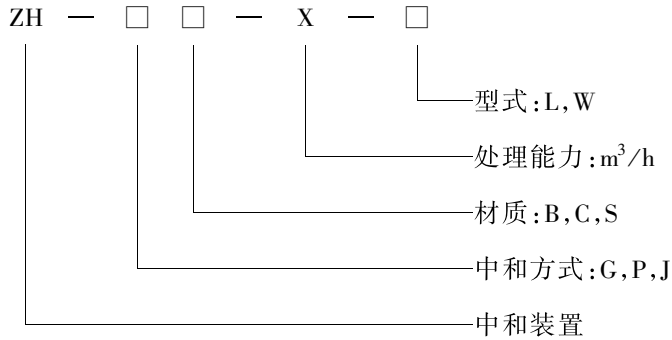 ZH — □ □ — X — □
型式:L,W
处理能力:m³/h
材质:B,C,S
中和方式:G,P,J
中和装置